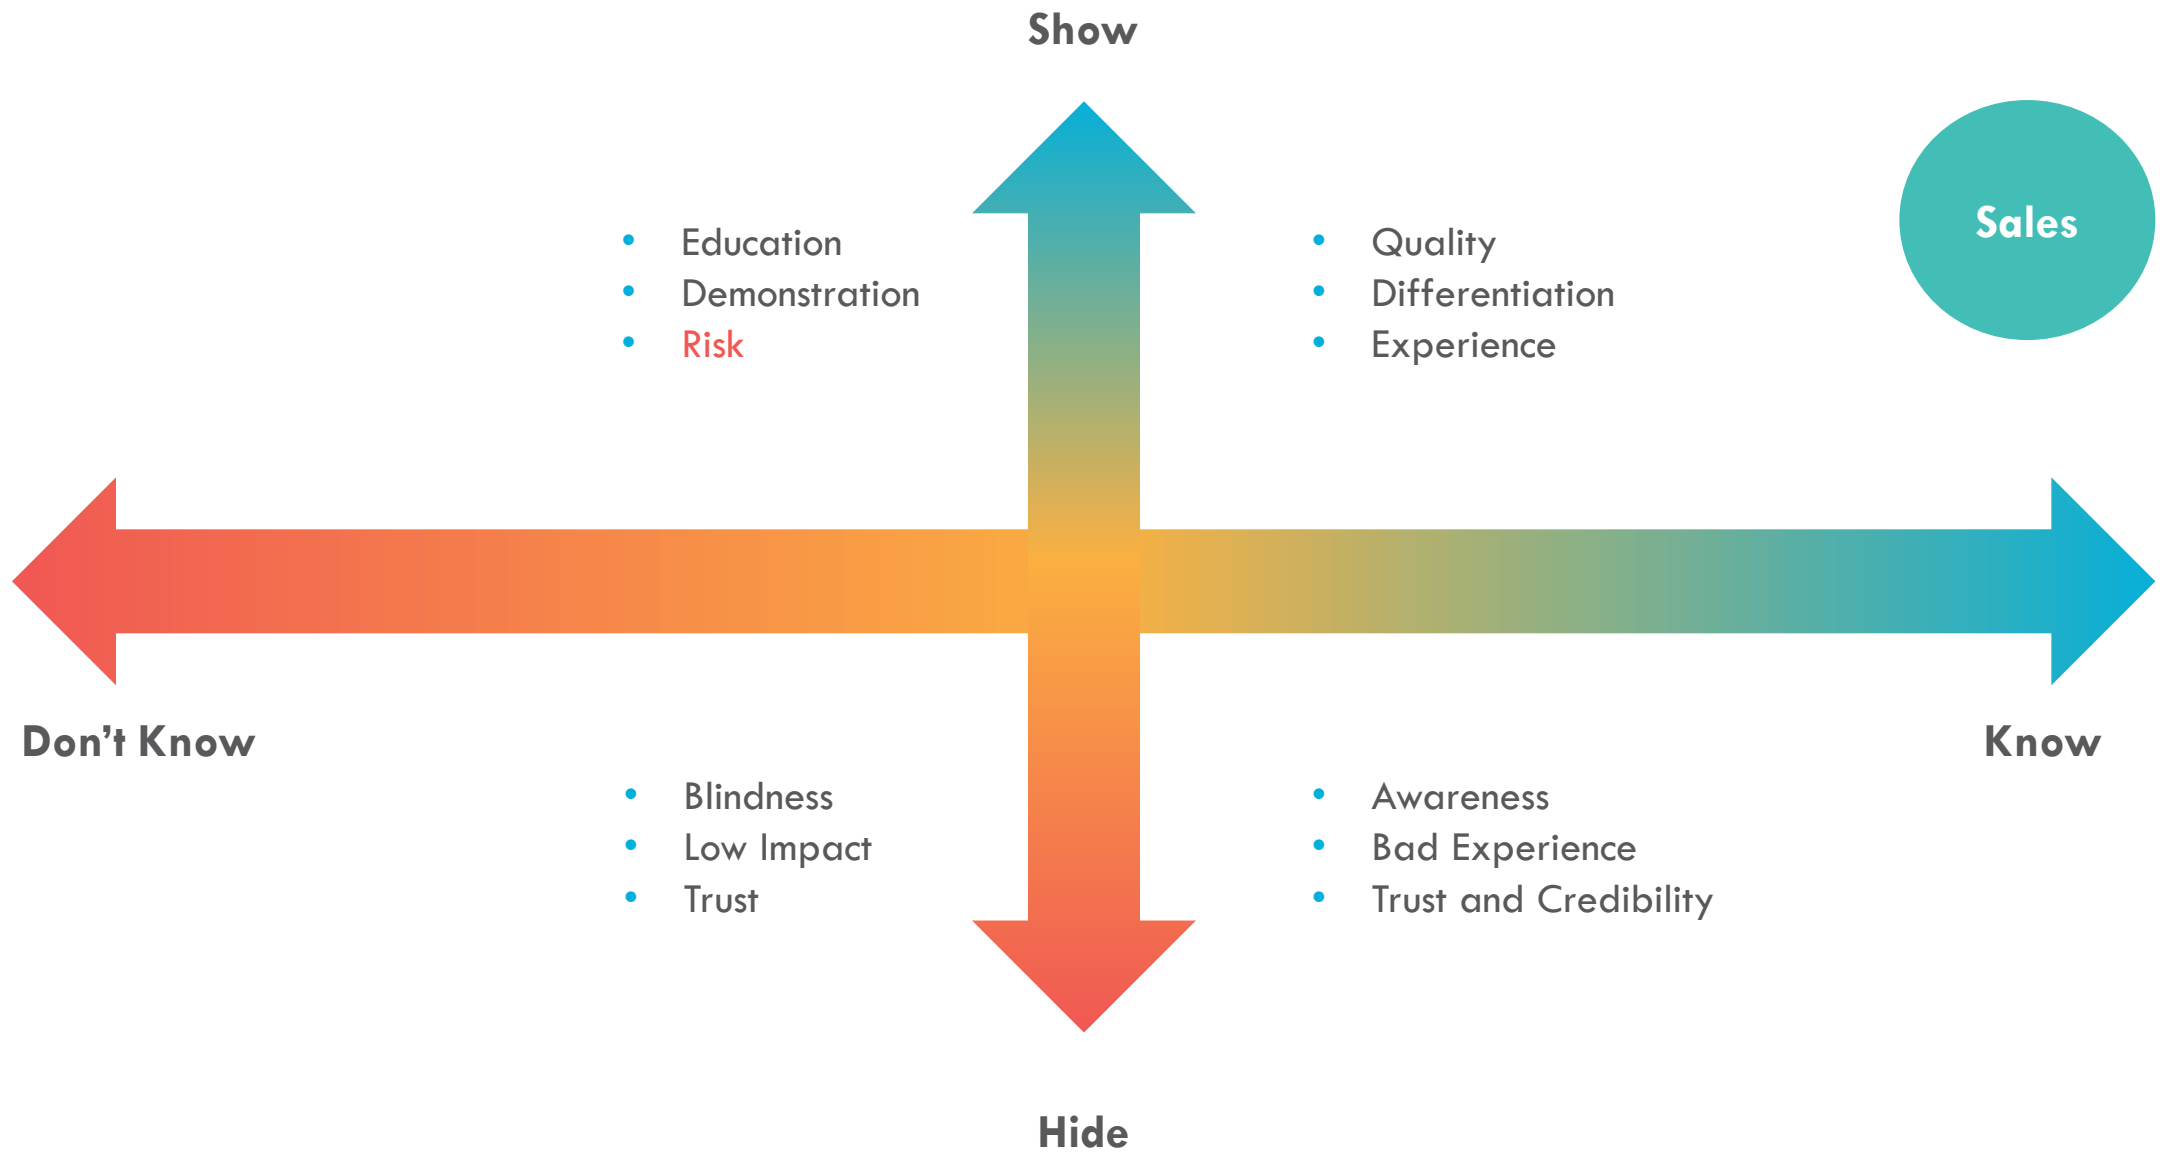 Show
Sales
• Education
• Demonstration
• Risk
• Quality
• Differentiation
• Experience
Don’t Know
Know
• Blindness
• Low Impact
• Trust
• Awareness
• Bad Experience
• Trust and Credibility
Hide